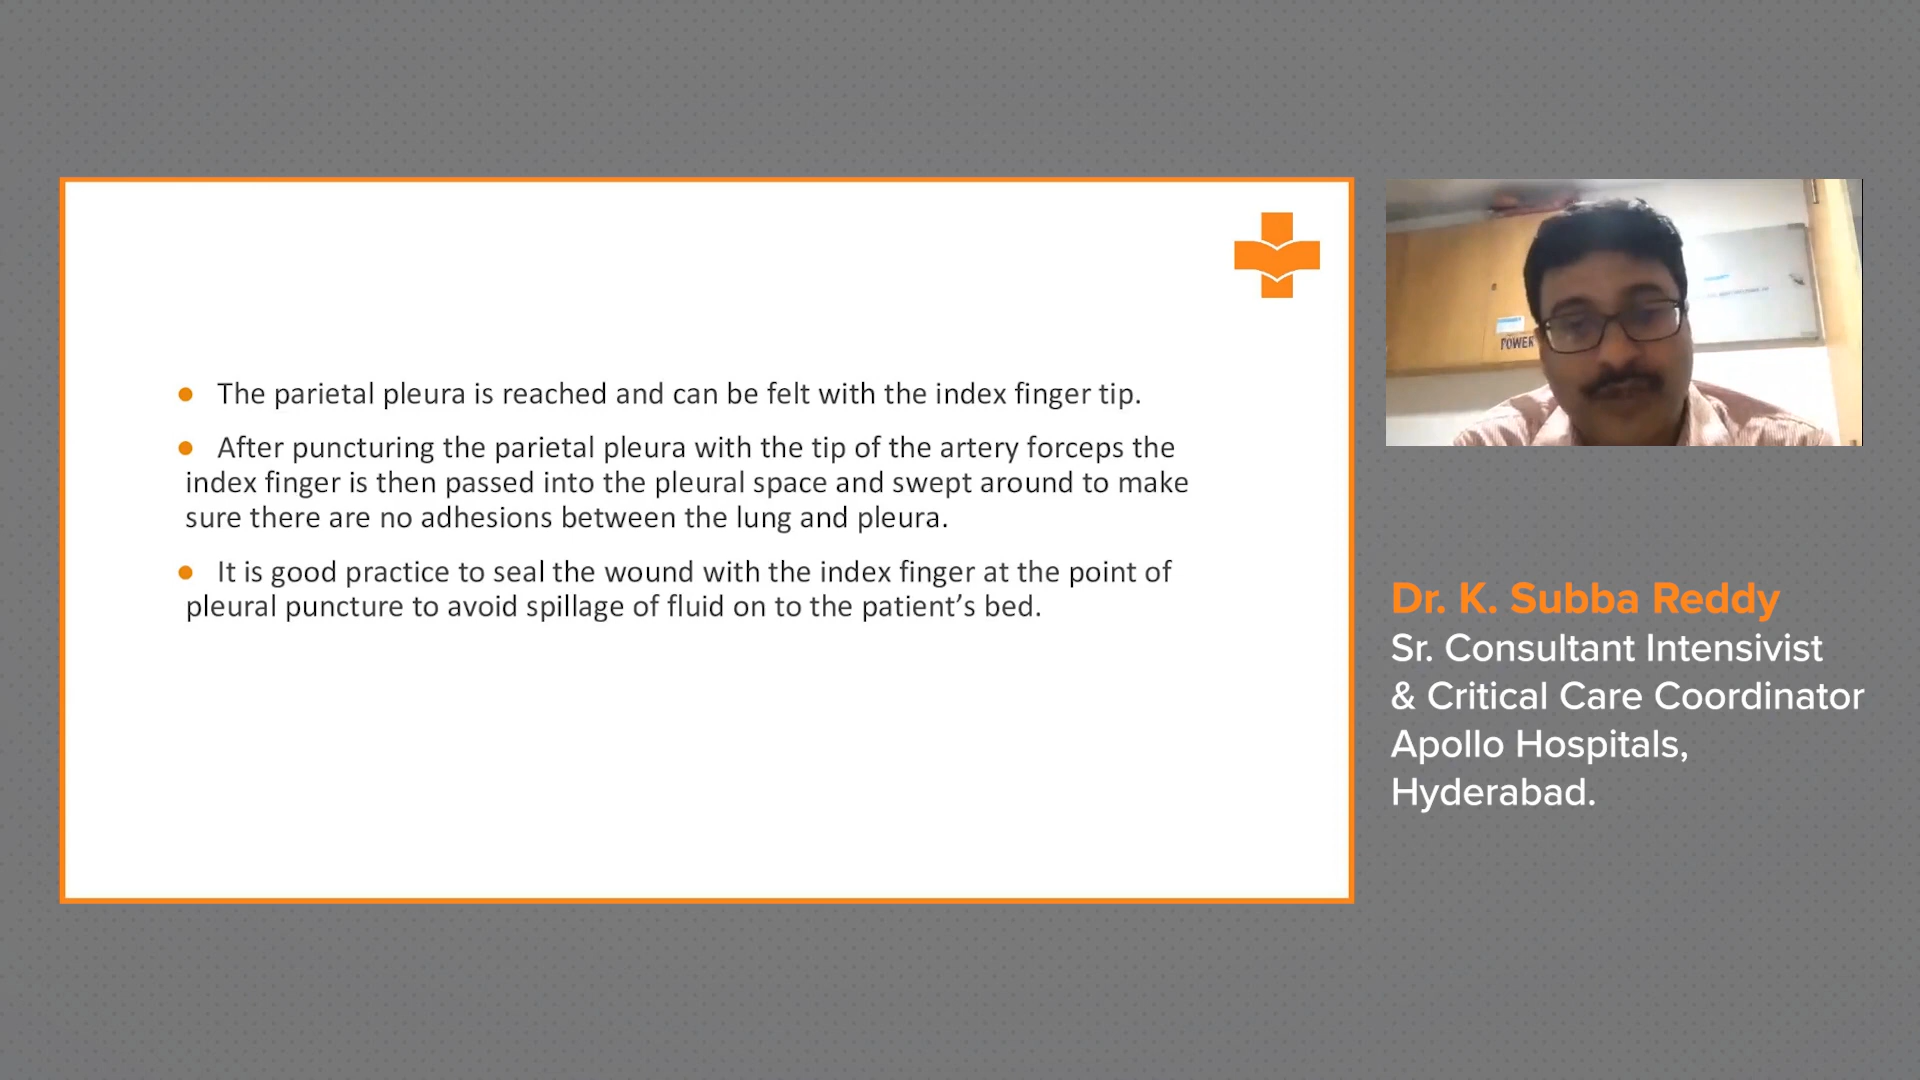 ● The parietal pleura is reached and can be felt with the index finger tip.
● After puncturing the parietal pleura with the tip of the artery forceps the
index finger is then passed into the pleural space and swept around to make
sure there are no adhesions between the lung and pleura.
● It is good practice to seal the wound with the index finger at the point of
pleural puncture to avoid spillage of fluid on to the patient’s bed.
POWER
Dr. K. Subba Reddy
Sr. Consultant Intensivist
& Critical Care Coordinator
Apollo Hospitals,
Hyderabad.